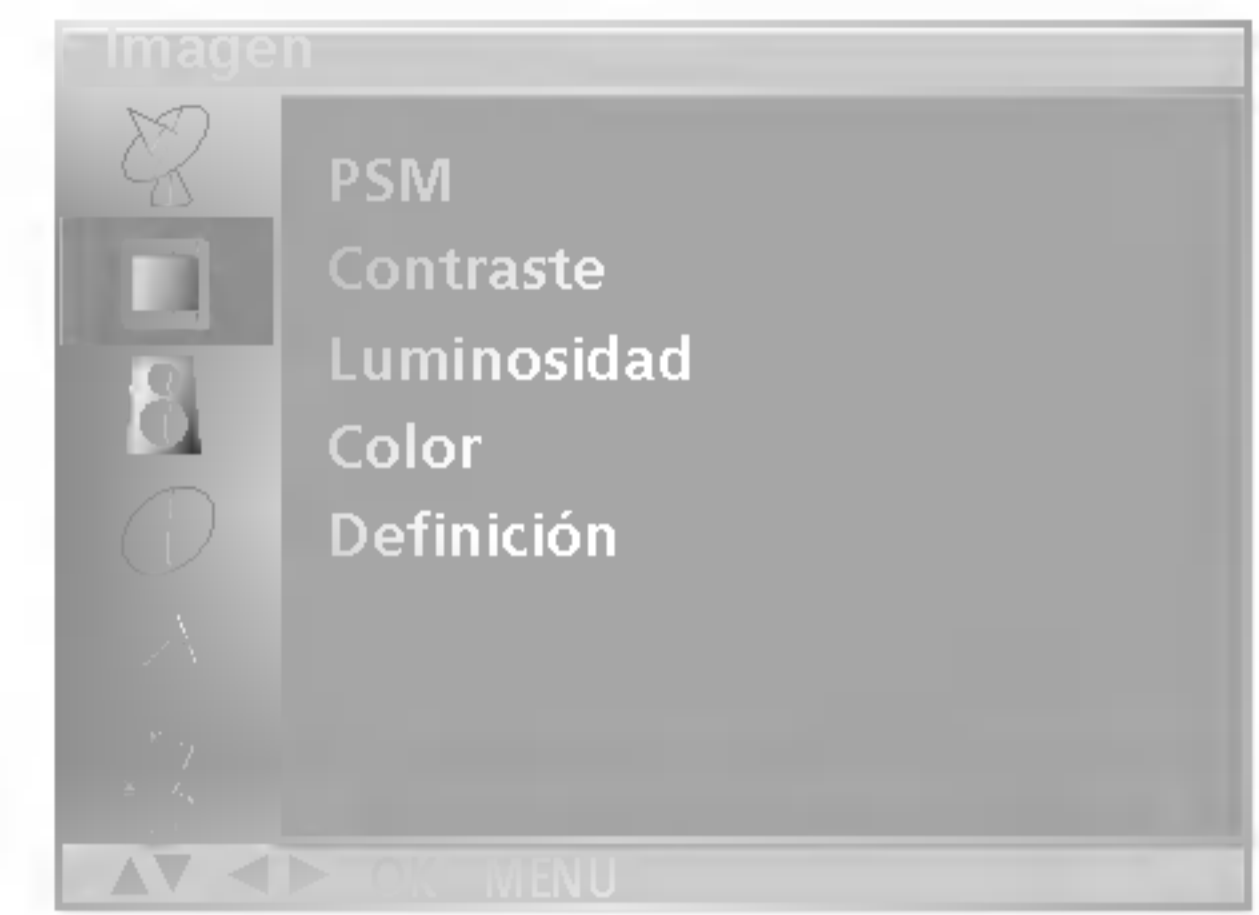 Imagen
PSM
Contraste
Luminosidad
Color
Definición
OK MENU